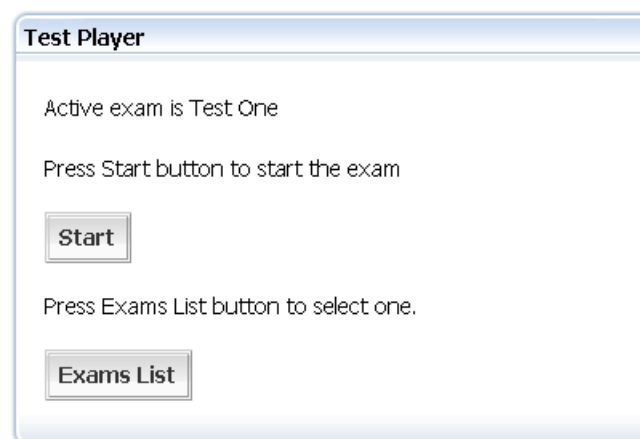 Test Player
Active exam is Test One
Press Start button to start the exam
Start
Press Exams List button to select one.
Exams List